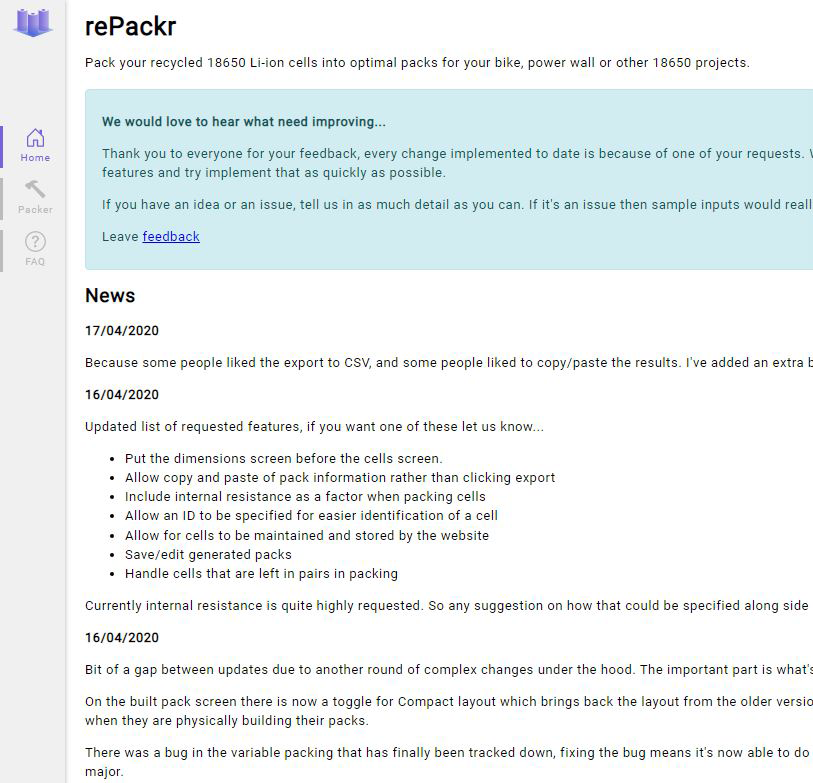 rePackr
Pack your recycled 18650 Li-ion cells into optimal packs for your bike, power wall or other 18650 projects.
We would love to hear what need improving...
Thank you to everyone for your feedback, every change implemented to date is because of one of your requests.
features and try implement that as quickly as possible.
If you have an idea or an issue, tell us in as much detail as you can. If it's an issue then sample inputs would
Leave feedback
Home
Packer
FAQ
News
17/04/2020
Because some people liked the export to CSV, and some people liked to copy/paste the results. I've added an extra
16/04/2020
Updated list of requested features, if you want one of these let us know...
Put the dimensions screen before the cells screen.
Allow copy and paste of pack information rather than clicking export
Include internal resistance as a factor when packing cells
Allow an ID to be specified for easier identification of a cell
Allow for cells to be maintained and stored by the website
Save/edit generated packs
Handle cells that are left in pairs in packing
Currently internal resistance is quite highly requested. So any suggestion on how that could be specified along side
16/04/2020
Bit of a gap between updates due to another round of complex changes under the hood. The important part is what's
On the built pack screen there is now a toggle for Compact layout which brings back the layout from the older
when they are physically building their packs.
There was a bug in the variable packing that has finally been tracked down, fixing the bug means it's now able to do
major.